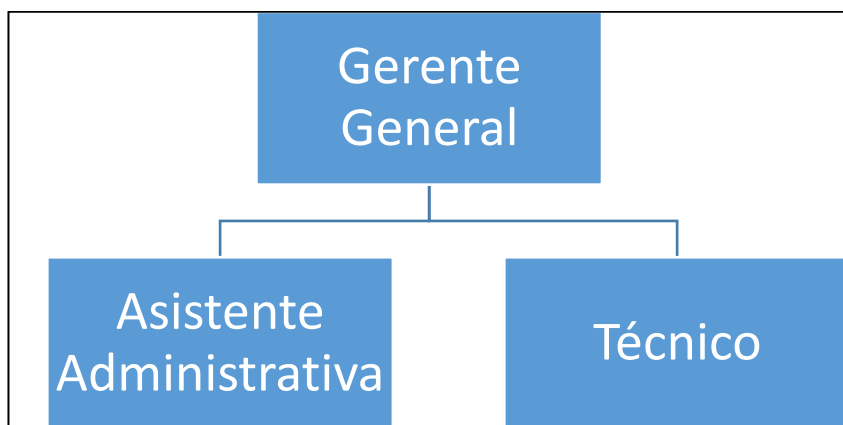 Gerente
General
Asistente
Administrativa
Técnico